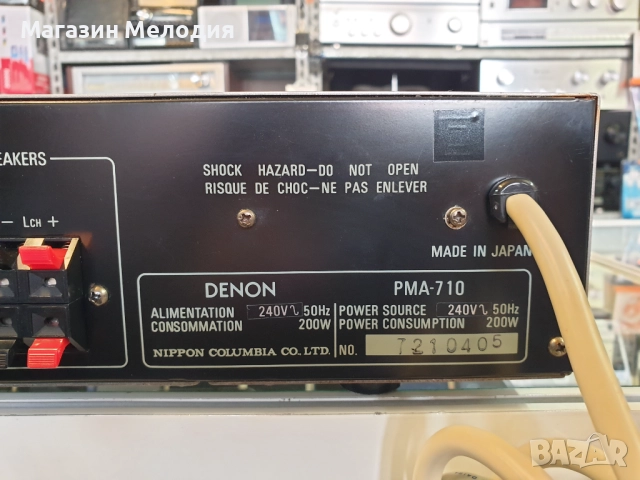 Магазин Мелодия
Магазин Мелодия
EAKERS
SHOCK HAZARD—DO NOT OPEN
RISQUE DE CHOC—NE PAS ENLEVER
− LCH +
MADE IN JAPAN
DENON
PMA-710
ALIMENTATION 240V∿ 50Hz
CONSOMMATION 200W
POWER SOURCE 240V∿ 50Hz
POWER CONSUMPTION 200W
NIPPON COLUMBIA CO., LTD.
NO. 7210405
BAZAR